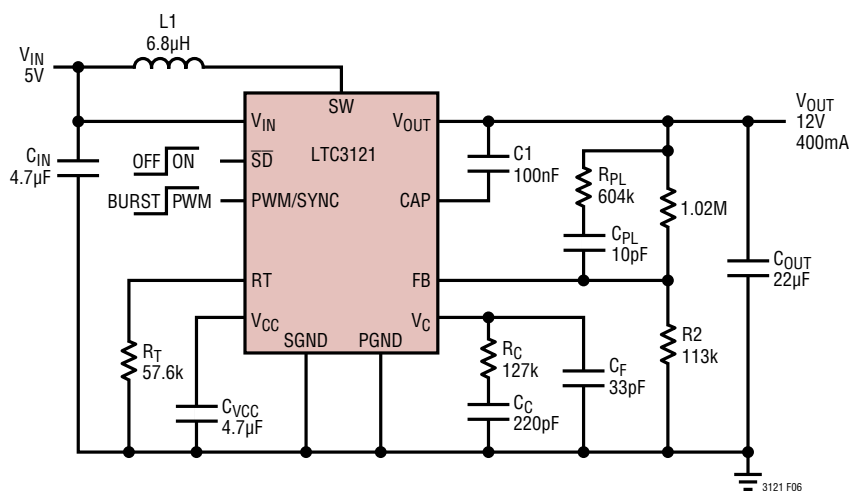 L1
6.8µH
VIN
5V
SW
VIN
VOUT
LTC3121
SD
OFF ON
BURST PWM
PWM/SYNC
CAP
C1
100nF
CIN
4.7µF
RPL
604k
1.02M
CPL
10pF
VOUT
12V
400mA
COUT
22µF
RT
FB
VCC
VC
SGND
PGND
RT
57.6k
CVCC
4.7µF
RC
127k
CC
220pF
CF
33pF
R2
113k
3121 F06